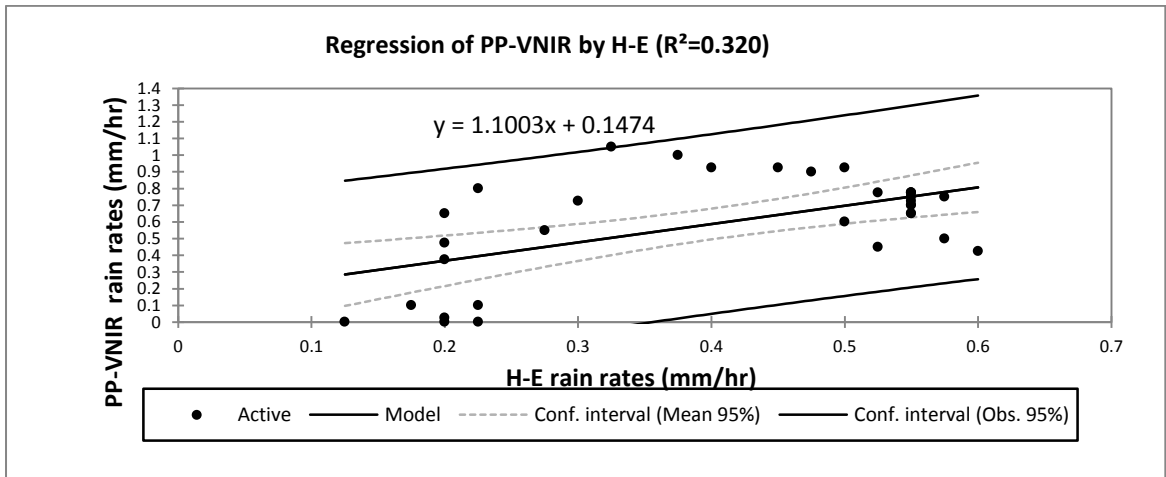 Regression of PP-VNIR by H-E (R²=0.320)
PP-VNIR rain rates (mm/hr)
1.4
1.3
1.2
1.1
1
0.9
0.8
0.7
0.6
0.5
0.4
0.3
0.2
0.1
0
y = 1.1003x + 0.1474
0 0.1 0.2 0.3 0.4 0.5 0.6 0.7
H-E rain rates (mm/hr)
Active Model Conf. interval (Mean 95%) Conf. interval (Obs. 95%)